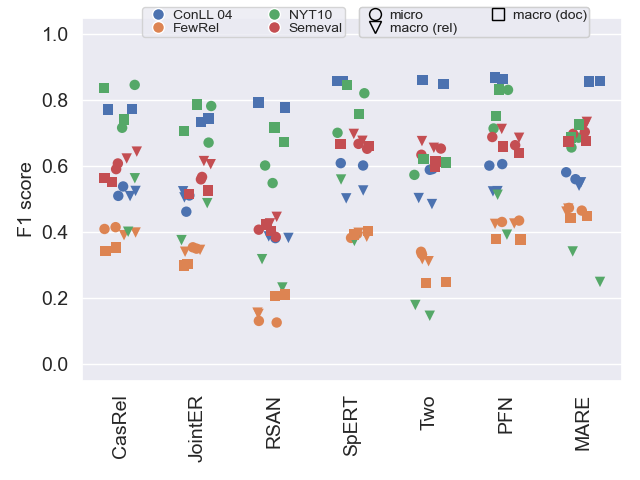 ConLL 04 NYT10 micro macro (doc)
FewRel Semeval macro (rel)
F1 score
1.0
0.8
0.6
0.4
0.2
0.0
CasRel JointER RSAN SpERT Two PFN MARE